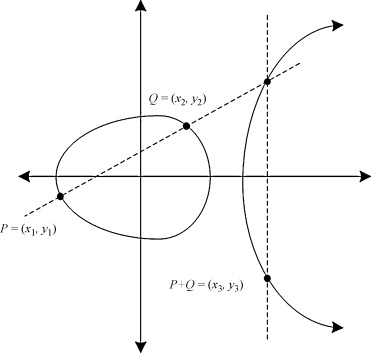 Q = (x₂, y₂)
P = (x₁, y₁)
P+Q = (x₃, y₃)